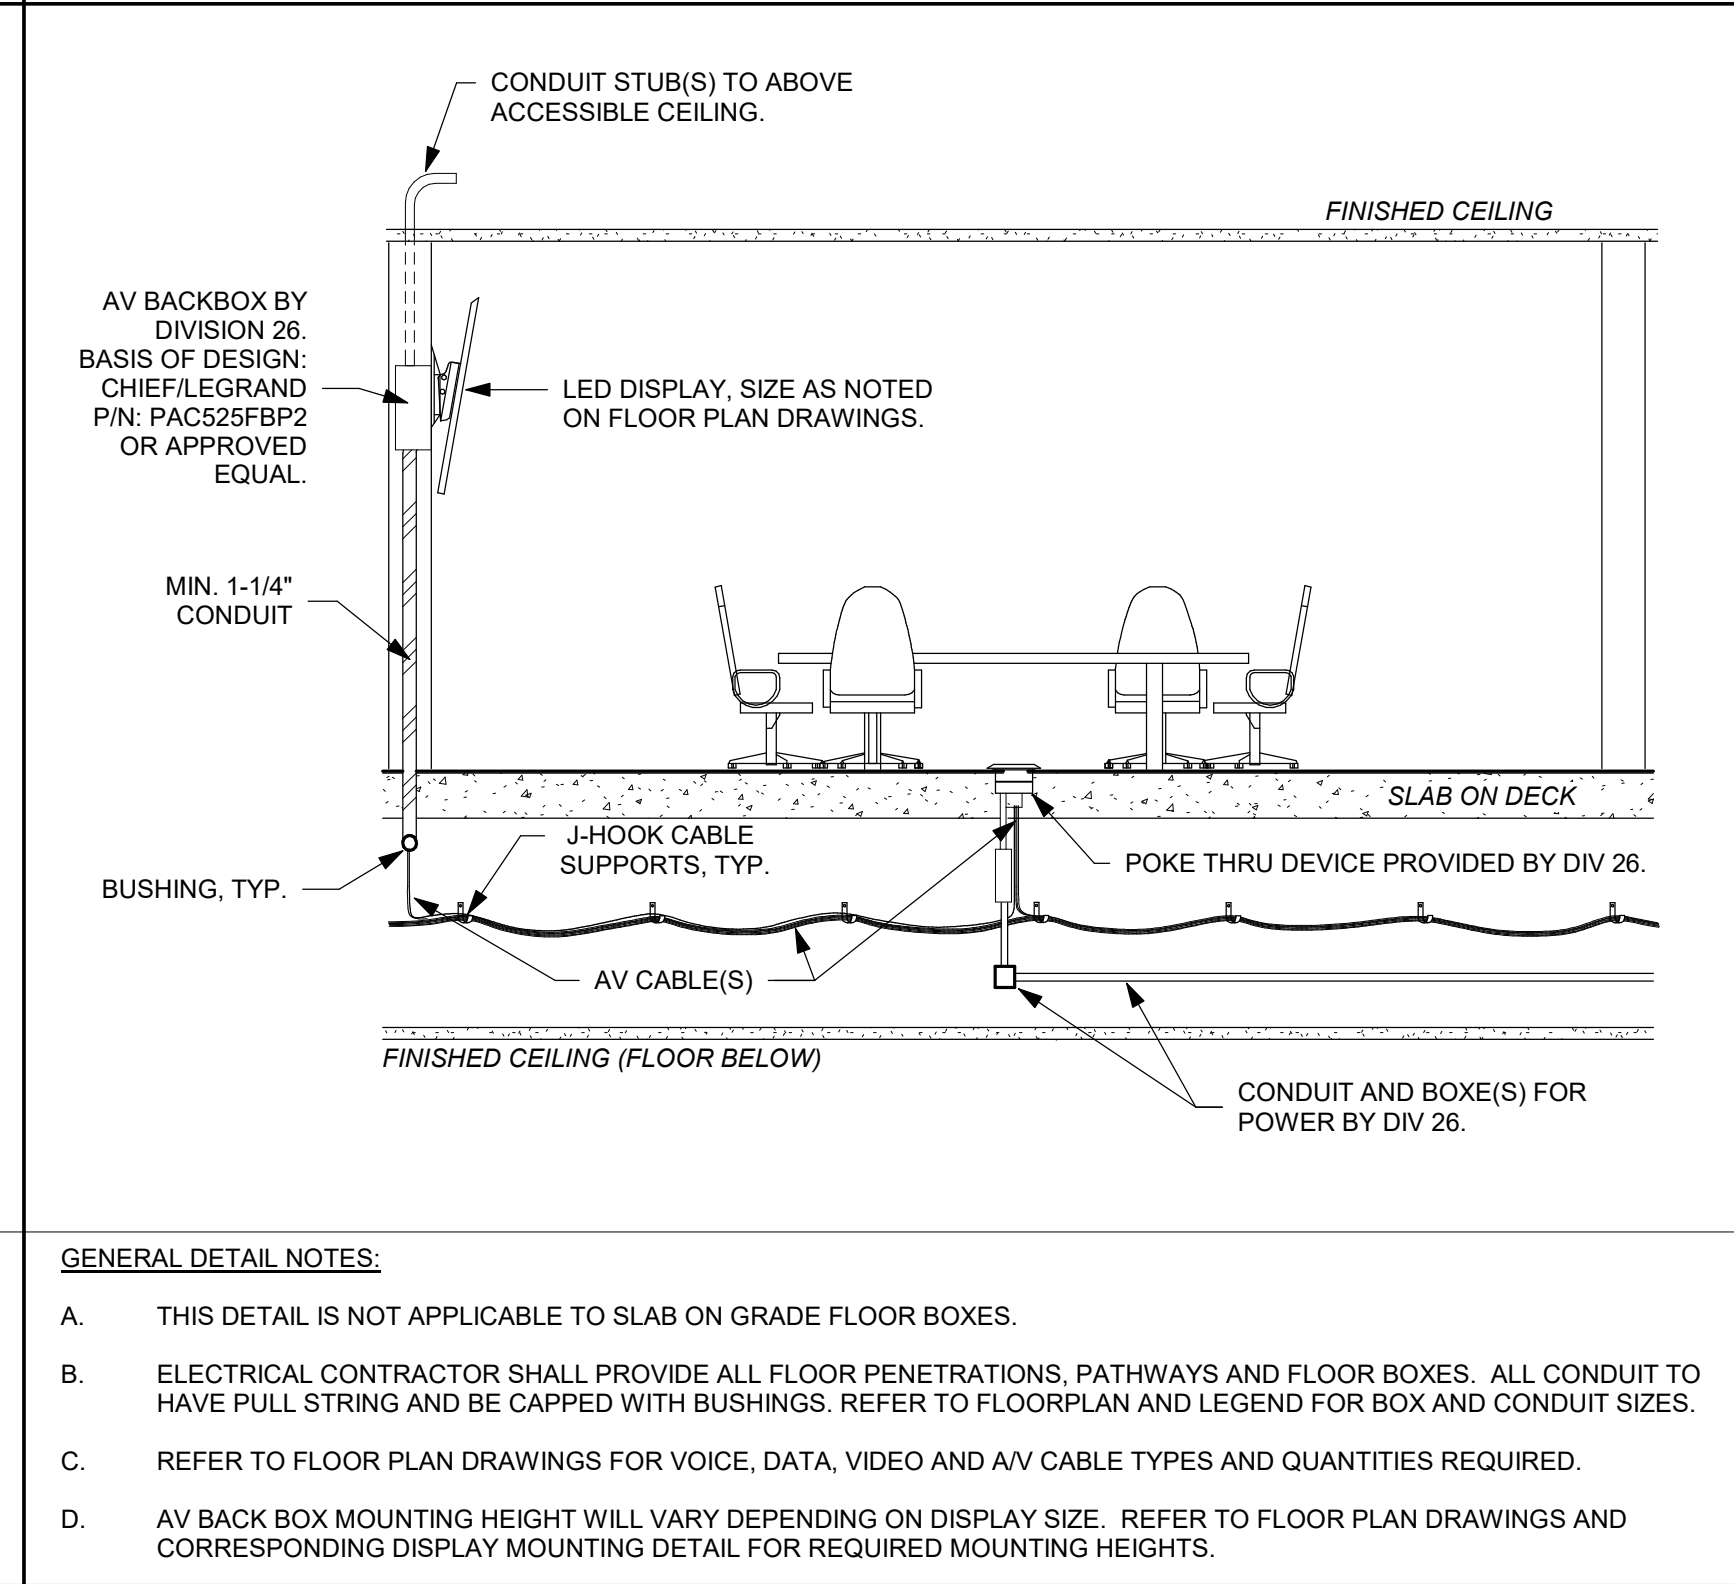 CONDUIT STUB(S) TO ABOVE
ACCESSIBLE CEILING.
FINISHED CEILING
AV BACKBOX BY
DIVISION 26.
BASIS OF DESIGN:
CHIEF/LEGRAND
P/N: PAC525FBP2
OR APPROVED
EQUAL.
LED DISPLAY, SIZE AS NOTED
ON FLOOR PLAN DRAWINGS.
MIN. 1-1/4"
CONDUIT
SLAB ON DECK
J-HOOK CABLE
SUPPORTS, TYP.
POKE THRU DEVICE PROVIDED BY DIV 26.
BUSHING, TYP.
AV CABLE(S)
FINISHED CEILING (FLOOR BELOW)
CONDUIT AND BOXE(S) FOR
POWER BY DIV 26.
GENERAL DETAIL NOTES:
A. THIS DETAIL IS NOT APPLICABLE TO SLAB ON GRADE FLOOR BOXES.
B. ELECTRICAL CONTRACTOR SHALL PROVIDE ALL FLOOR PENETRATIONS, PATHWAYS AND FLOOR BOXES. ALL CONDUIT TO
HAVE PULL STRING AND BE CAPPED WITH BUSHINGS. REFER TO FLOORPLAN AND LEGEND FOR BOX AND CONDUIT SIZES.
C. REFER TO FLOOR PLAN DRAWINGS FOR VOICE, DATA, VIDEO AND A/V CABLE TYPES AND QUANTITIES REQUIRED.
D. AV BACK BOX MOUNTING HEIGHT WILL VARY DEPENDING ON DISPLAY SIZE. REFER TO FLOOR PLAN DRAWINGS AND
CORRESPONDING DISPLAY MOUNTING DETAIL FOR REQUIRED MOUNTING HEIGHTS.